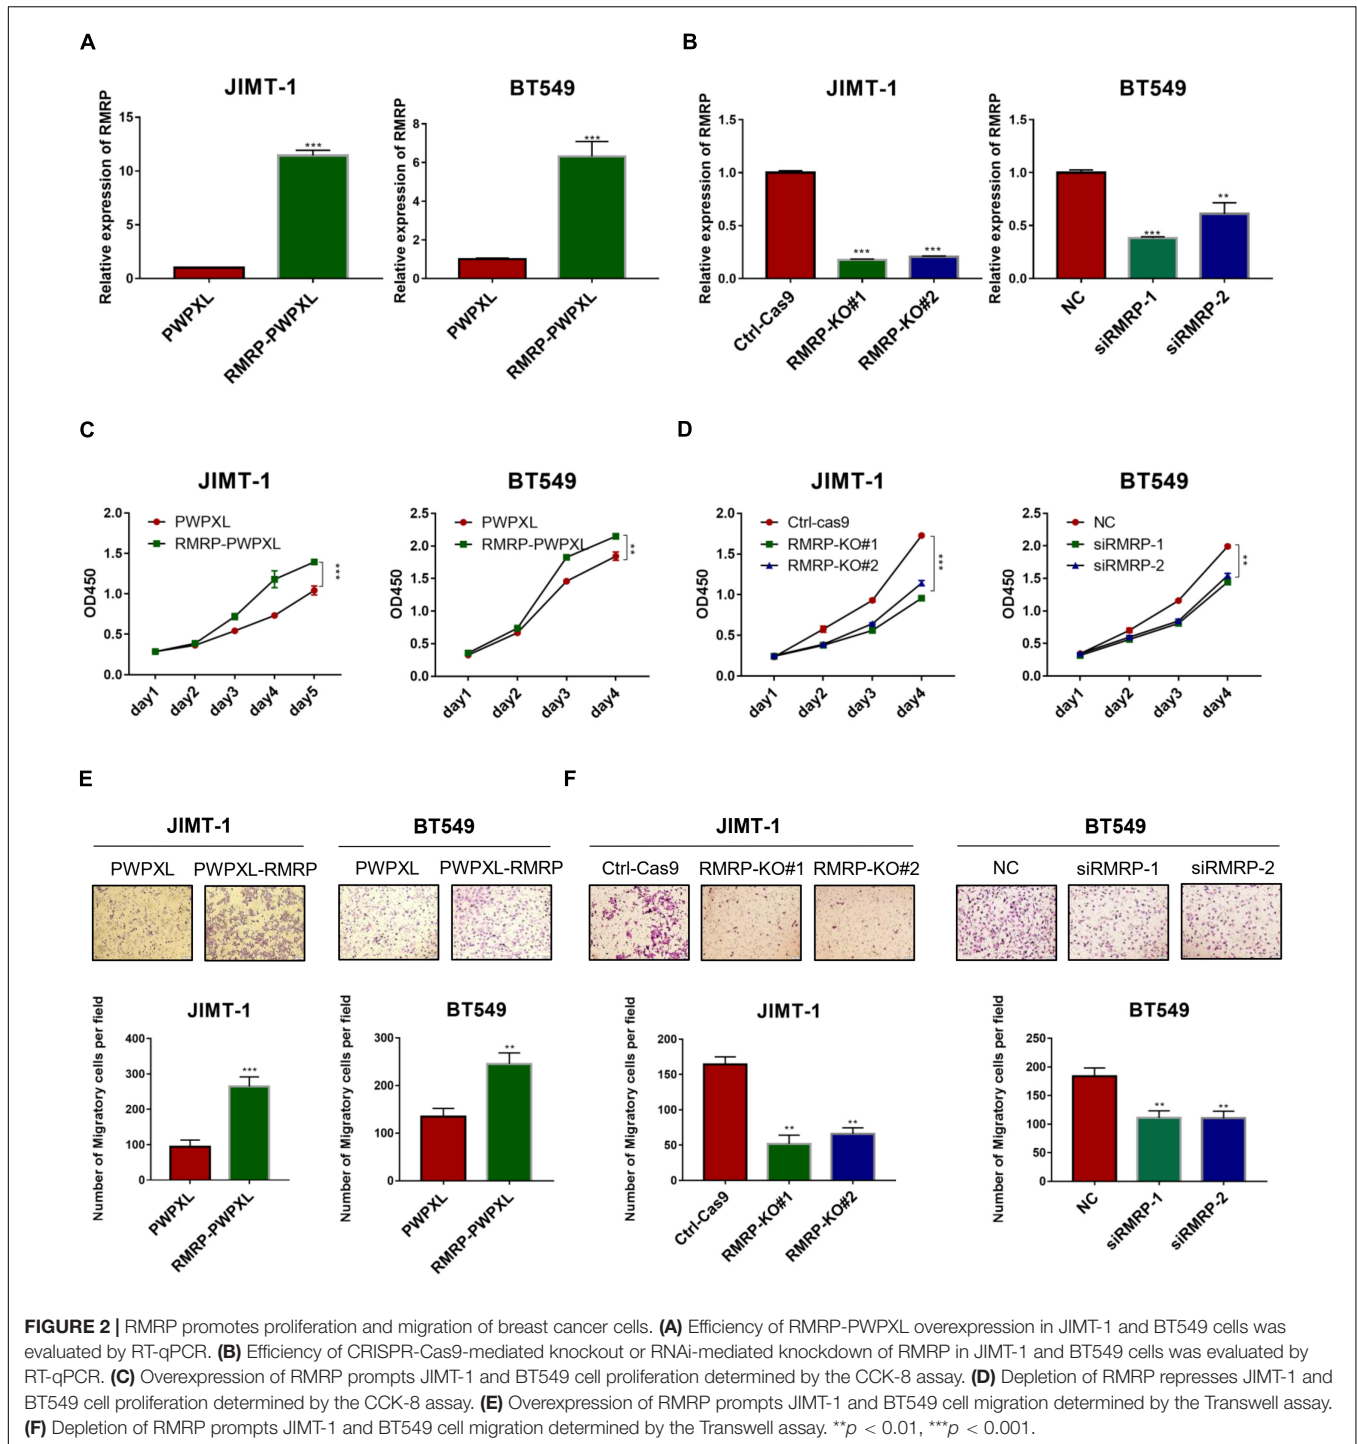 A
B
JIMT-1
BT549
JIMT-1
BT549
Relative expression of RMRP
15
10
5
0
***
PWPXL
RMRP-PWPXL
Relative expression of RMRP
8
6
4
2
0
***
PWPXL
RMRP-PWPXL
Relative expression of RMRP
1.5
1.0
0.5
0.0
***
***
Ctrl-Cas9
RMRP-KO#1
RMRP-KO#2
Relative expression of RMRP
1.5
1.0
0.5
0.0
***
**
NC
siRMRP-1
siRMRP-2
C
D
JIMT-1
BT549
JIMT-1
BT549
OD450
2.0
1.5
1.0
0.5
0.0
PWPXL
RMRP-PWPXL
***
day1
day2
day3
day4
day5
OD450
2.5
2.0
1.5
1.0
0.5
0.0
PWPXL
RMRP-PWPXL
**
day1
day2
day3
day4
OD450
2.0
1.5
1.0
0.5
0.0
Ctrl-cas9
RMRP-KO#1
RMRP-KO#2
***
day1
day2
day3
day4
OD450
2.5
2.0
1.5
1.0
0.5
0.0
NC
siRMRP-1
siRMRP-2
**
day1
day2
day3
day4
E
F
JIMT-1
BT549
JIMT-1
BT549
PWPXL
PWPXL-RMRP
PWPXL
PWPXL-RMRP
Ctrl-Cas9
RMRP-KO#1
RMRP-KO#2
NC
siRMRP-1
siRMRP-2
JIMT-1
BT549
JIMT-1
BT549
Number of Migratory cells per field
400
300
200
100
0
***
PWPXL
RMRP-PWPXL
Number of Migratory cells per field
300
200
100
0
**
PWPXL
RMRP-PWPXL
Number of Migratory cells per field
200
150
100
50
0
**
**
Ctrl-Cas9
RMRP-KO#1
RMRP-KO#2
Number of Migratory cells per field
250
200
150
100
50
0
**
**
NC
siRMRP-1
siRMRP-2
FIGURE 2 | RMRP promotes proliferation and migration of breast cancer cells. (A) Efficiency of RMRP-PWPXL overexpression in JIMT-1 and BT549 cells was
evaluated by RT-qPCR. (B) Efficiency of CRISPR-Cas9-mediated knockout or RNAi-mediated knockdown of RMRP in JIMT-1 and BT549 cells was evaluated by
RT-qPCR. (C) Overexpression of RMRP prompts JIMT-1 and BT549 cell proliferation determined by the CCK-8 assay. (D) Depletion of RMRP represses JIMT-1 and
BT549 cell proliferation determined by the CCK-8 assay. (E) Overexpression of RMRP prompts JIMT-1 and BT549 cell migration determined by the Transwell assay.
(F) Depletion of RMRP prompts JIMT-1 and BT549 cell migration determined by the Transwell assay. **p < 0.01, ***p < 0.001.